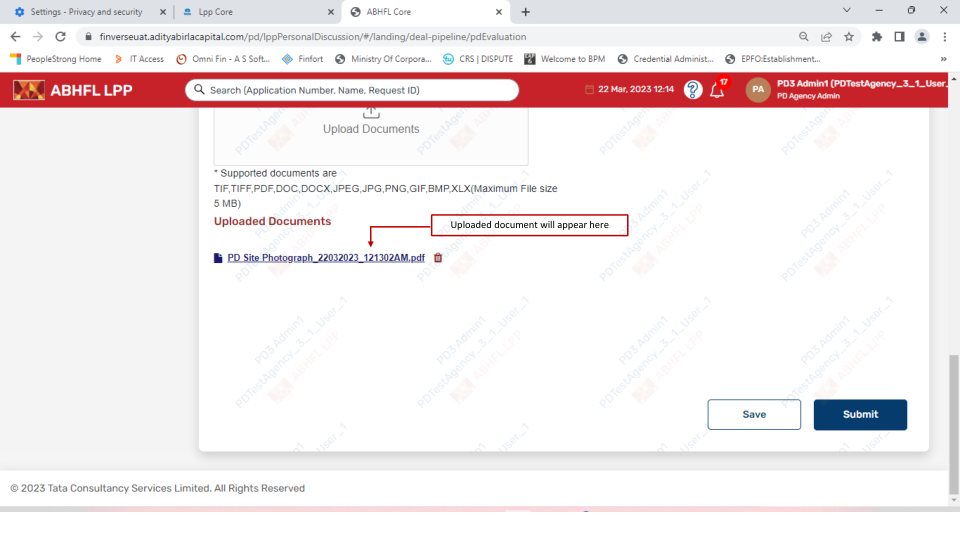 Settings - Privacy and security
Lpp Core
ABHFL Core
finverseuat.adityabirlacapital.com/pd/lppPersonalDiscussion/#/landing/deal-pipeline/pdEvaluation
PeopleStrong Home
IT Access
Omni Fin - A S Soft...
Finfort
Ministry Of Corpora...
CRS | DISPUTE
Welcome to BPM
Credential Administ...
EPFO:Establishment...
ABHFL LPP
Search (Application Number, Name, Request ID)
22 Mar, 2023 12:14
17
PA
PD3 Admin1 (PDTestAgency_3_1_User_
PD Agency Admin
Upload Documents
* Supported documents are
TIF,TIFF,PDF,DOC,DOCX,JPEG,JPG,PNG,GIF,BMP,XLX(Maximum File size
5 MB)
Uploaded Documents
Uploaded document will appear here
PD Site Photograph_22032023_121302AM.pdf
PD3 Admin1
PDTestAgency_3_1_User_1
ABHFL LPP
Save
Submit
© 2023 Tata Consultancy Services Limited. All Rights Reserved